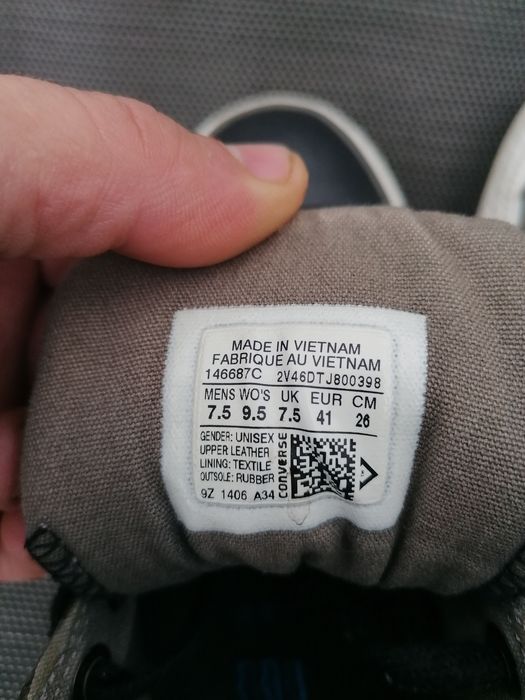 MADE IN VIETNAM
FABRIQUE AU VIETNAM
146687C 2V46DTJ800398
MENS WO'S UK EUR CM
7.5 9.5 7.5 41 26
GENDER: UNISEX
UPPER LEATHER
LINING: TEXTILE
OUTSOLE: RUBBER
CONVERSE
9Z 1406 A34